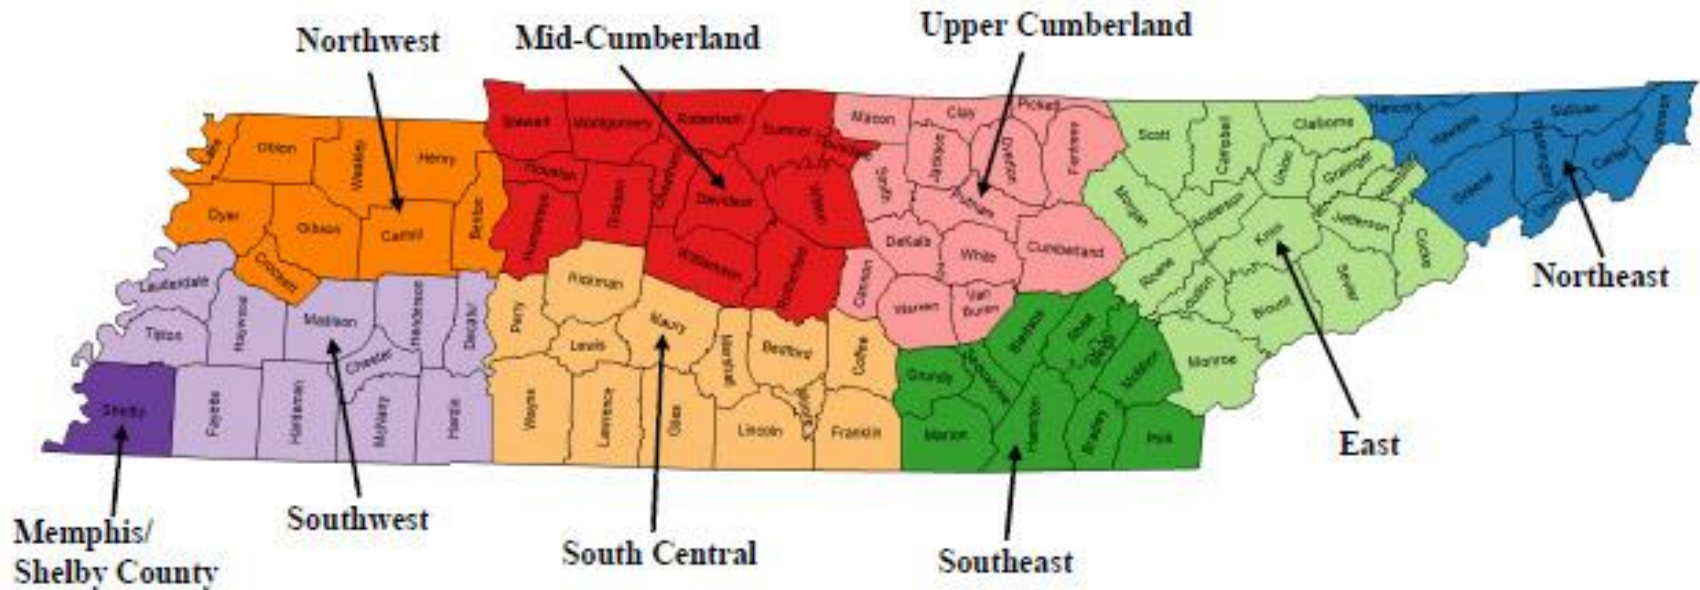 Northwest
Mid-Cumberland
Upper Cumberland
Stewart
Montgomery
Robertson
Sumner
Macon
Clay
Pickett
Scott
Campbell
Claiborne
Hancock
Hawkins
Sullivan
Johnson
Lake
Obion
Weakley
Henry
Houston
Cheatham
Jackson
Overton
Fentress
Union
Grainger
Carter
Greene
Dyer
Gibson
Carroll
Benton
Humphreys
Dickson
Davidson
Wilson
Smith
Putnam
Morgan
Anderson
Knox
Jefferson
Cocke
Crockett
Williamson
Rutherford
DeKalb
White
Cumberland
Roane
Northeast
Lauderdale
Haywood
Madison
Henderson
Decatur
Perry
Hickman
Cannon
Warren
Van
Buren
Blount
Sevier
Tipton
Chester
Lewis
Maury
Marshall
Bedford
Coffee
Grundy
Bledsoe
Rhea
Meigs
McMinn
Monroe
Shelby
Fayette
Hardeman
McNairy
Hardin
Wayne
Lawrence
Giles
Lincoln
Franklin
Marion
Hamilton
Bradley
Polk
East
Memphis/
Shelby County
Southwest
South Central
Southeast